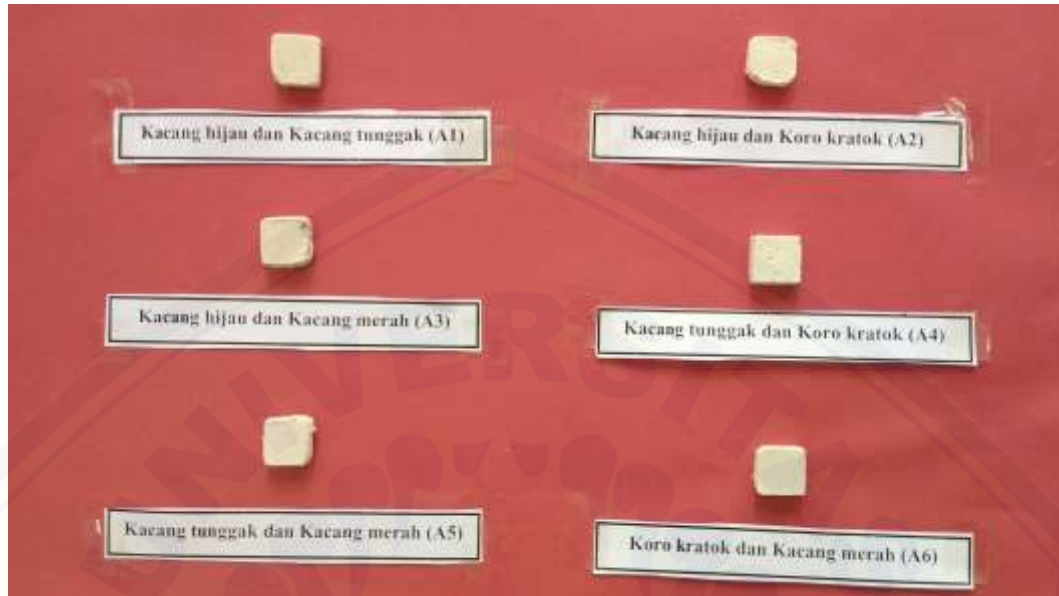 Kacang hijau dan Kacang tunggak (A1)
Kacang hijau dan Koro kratok (A2)
Kacang hijau dan Kacang merah (A3)
Kacang tunggak dan Koro kratok (A4)
Kacang tunggak dan Kacang merah (A5)
Koro kratok dan Kacang merah (A6)
UNIVERSITA